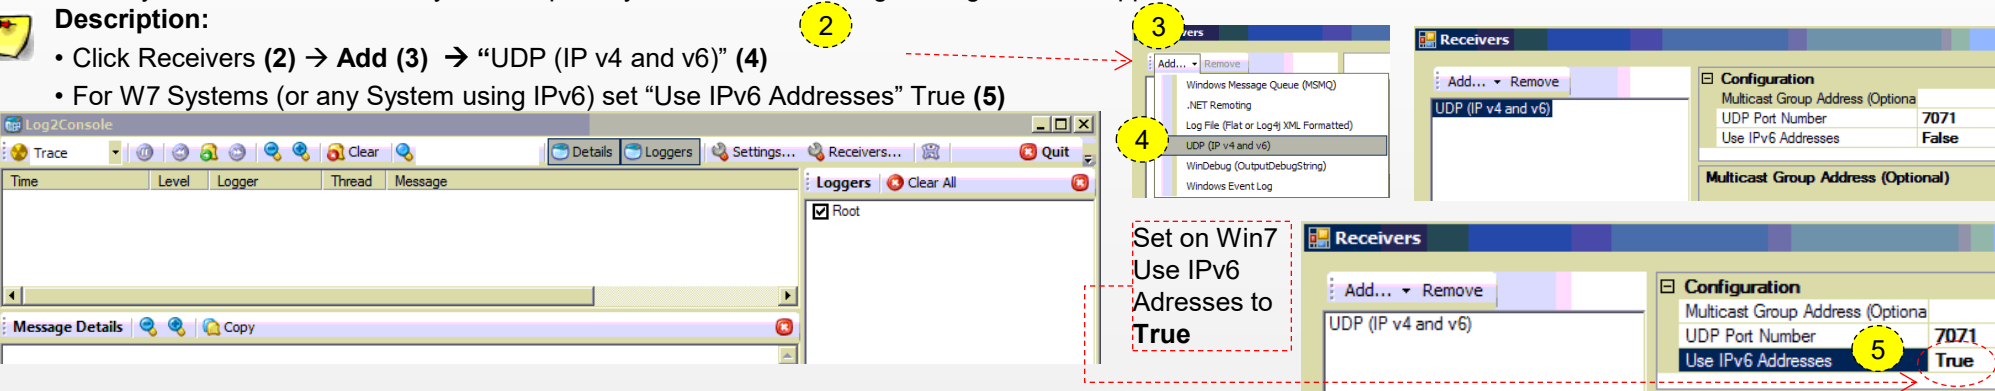 Description:
• Click Receivers (2) → Add (3) → “UDP (IP v4 and v6)” (4)
• For W7 Systems (or any System using IPv6) set “Use IPv6 Addresses” True (5)
2
Log2Console
Trace Clear Details Loggers Settings... Receivers... Quit
Time Level Logger Thread Message
Loggers Clear All
Root
Message Details Copy
3
vers
Add... Remove
Windows Message Queue (MSMQ)
.NET Remoting
Log File (Flat or Log4j XML Formatted)
4
UDP (IP v4 and v6)
WinDebug (OutputDebugString)
Windows Event Log
Receivers
Add... Remove
UDP (IP v4 and v6)
Configuration
Multicast Group Address (Optiona
UDP Port Number 7071
Use IPv6 Addresses False
Multicast Group Address (Optional)
Set on Win7
Use IPv6
Adresses to
True
Receivers
Add... Remove
UDP (IP v4 and v6)
Configuration
Multicast Group Address (Optiona
UDP Port Number 7071
Use IPv6 Addresses 5 True